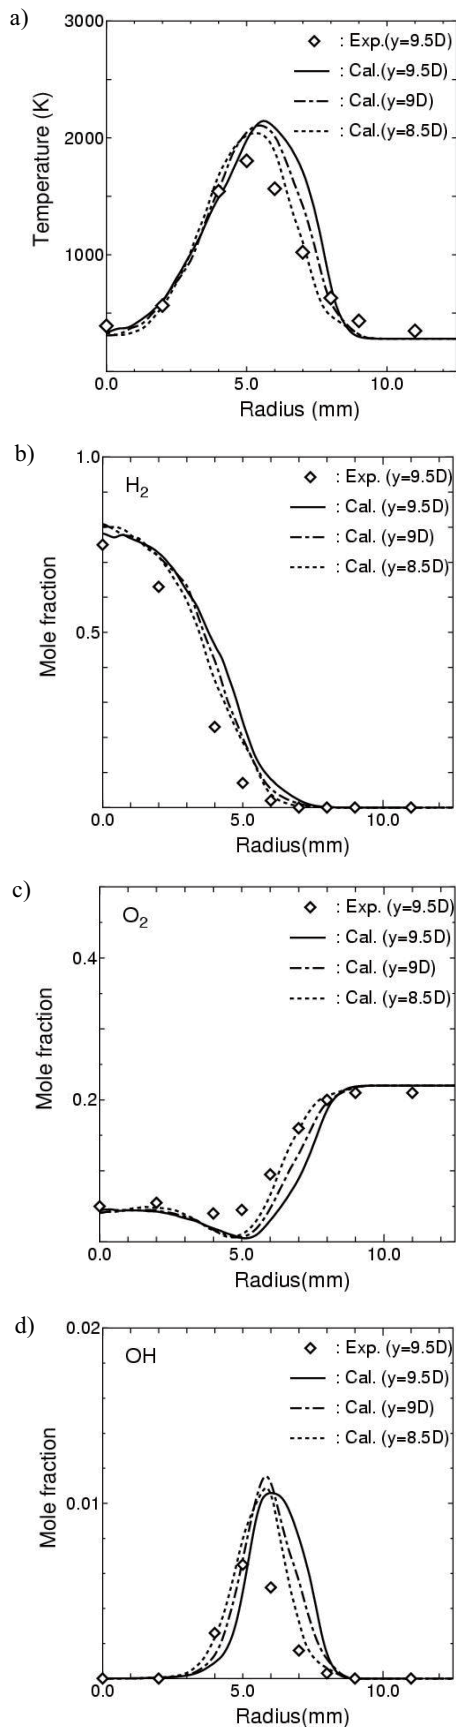 a)
3000
: Exp.(y=9.5D)
: Cal.(y=9.5D)
: Cal.(y=9D)
: Cal.(y=8.5D)
2000
Temperature (K)
1000
0.0 5.0 10.0
Radius (mm)
b)
1.0
H2
: Exp. (y=9.5D)
: Cal. (y=9.5D)
: Cal. (y=9D)
: Cal. (y=8.5D)
Mole fraction
0.5
0.0 5.0 10.0
Radius(mm)
c)
O2
: Exp. (y=9.5D)
: Cal. (y=9.5D)
: Cal. (y=9D)
: Cal. (y=8.5D)
0.4
Mole fraction
0.2
0.0 5.0 10.0
Radius(mm)
d)
0.02
OH
: Exp. (y=9.5D)
: Cal. (y=9.5D)
: Cal. (y=9D)
: Cal. (y=8.5D)
Mole fraction
0.01
0.0 5.0 10.0
Radius(mm)